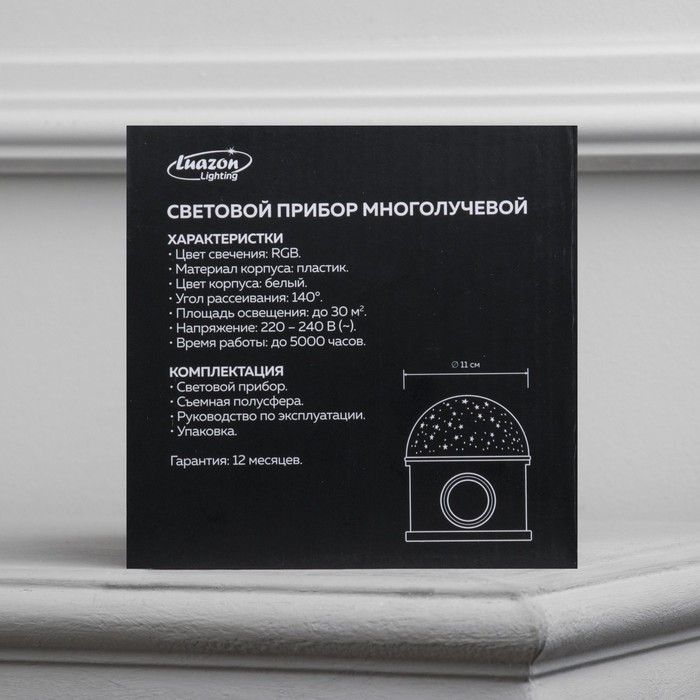 Luazon
Lighting
СВЕТОВОЙ ПРИБОР МНОГОЛУЧЕВОЙ
ХАРАКТЕРИСТКИ
• Цвет свечения: RGB.
• Материал корпуса: пластик.
• Цвет корпуса: белый.
• Угол рассеивания: 140°.
• Площадь освещения: до 30 м².
• Напряжение: 220 – 240 В (~).
• Время работы: до 5000 часов.
КОМПЛЕКТАЦИЯ
• Световой прибор.
• Съемная полусфера.
• Руководство по эксплуатации.
• Упаковка.
Гарантия: 12 месяцев.
∅ 11 см